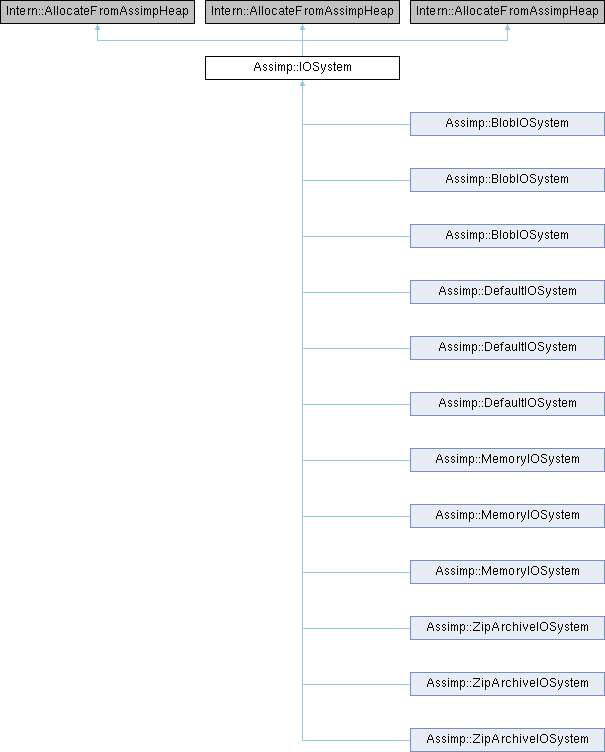 Intern::AllocateFromAssimpHeap Intern::AllocateFromAssimpHeap Intern::AllocateFromAssimpHeap
Assimp::IOSystem
Assimp::BlobIOSystem
Assimp::BlobIOSystem
Assimp::BlobIOSystem
Assimp::DefaultIOSystem
Assimp::DefaultIOSystem
Assimp::DefaultIOSystem
Assimp::MemoryIOSystem
Assimp::MemoryIOSystem
Assimp::MemoryIOSystem
Assimp::ZipArchiveIOSystem
Assimp::ZipArchiveIOSystem
Assimp::ZipArchiveIOSystem